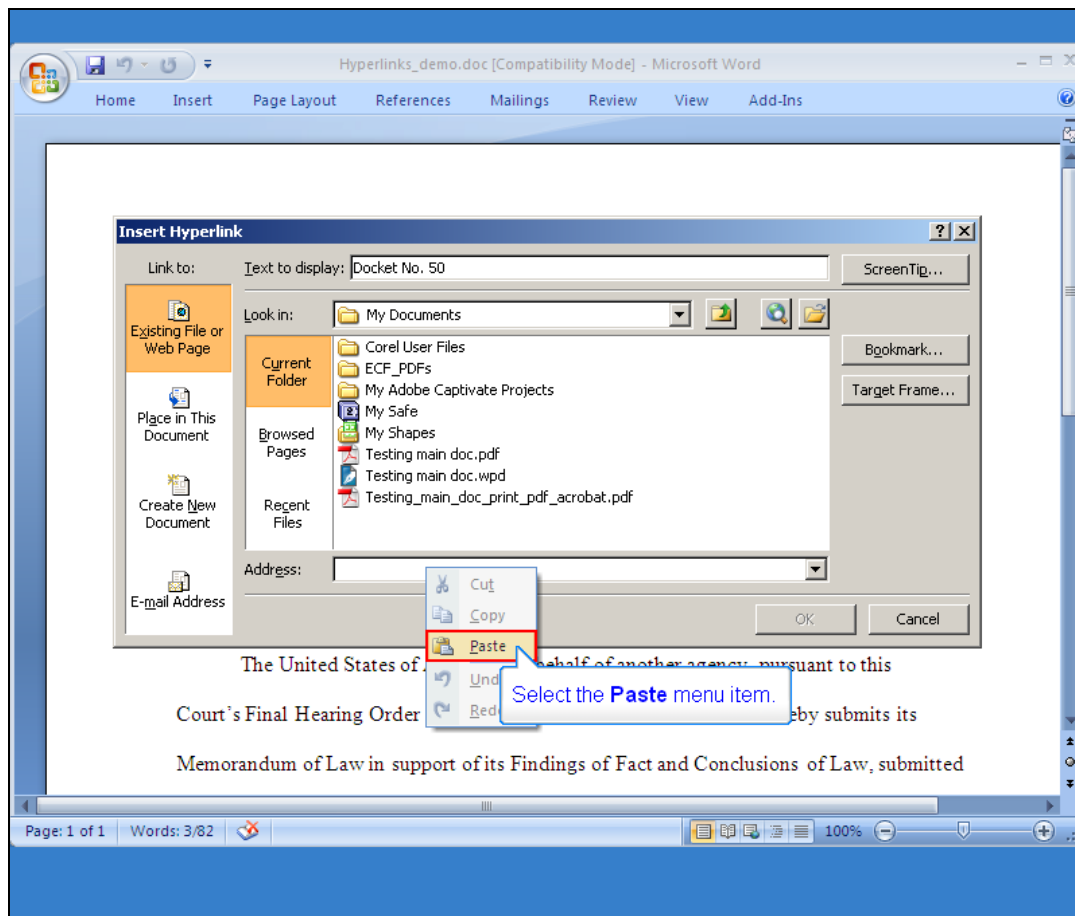 Hyperlinks_demo.doc [Compatibility Mode] - Microsoft Word
Home Insert Page Layout References Mailings Review View Add-Ins
Insert Hyperlink
Link to:
Text to display: Docket No. 50
ScreenTip...
Existing File or
Web Page
Place in This
Document
Create New
Document
E-mail Address
Look in: My Documents
Current
Folder
Browsed
Pages
Recent
Files
Corel User Files
ECF_PDFs
My Adobe Captivate Projects
My Safe
My Shapes
Testing main doc.pdf
Testing main doc.wpd
Testing_main_doc_print_pdf_acrobat.pdf
Bookmark...
Target Frame...
Address:
OK Cancel
Cut
Copy
Paste
Select the Paste menu item.
The United States of half of another agency, pursuant to this
Court's Final Hearing Order eby submits its
Memorandum of Law in support of its Findings of Fact and Conclusions of Law, submitted
Page: 1 of 1 Words: 3/82 100%